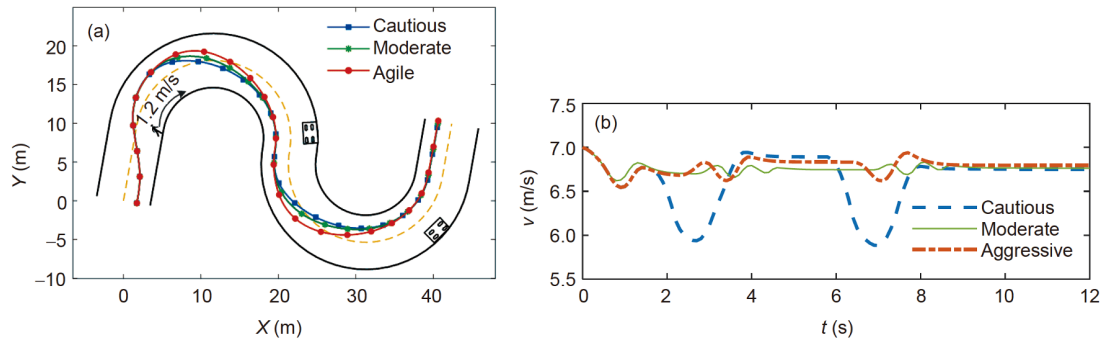 (a)
Cautious
Moderate
Agile
1.2 m/s
20
15
10
5
0
−5
−10
Y (m)
0
10
20
30
40
X (m)
(b)
7.5
7.0
6.5
6.0
5.5
v (m/s)
Cautious
Moderate
Aggressive
0
2
4
6
8
10
12
t (s)